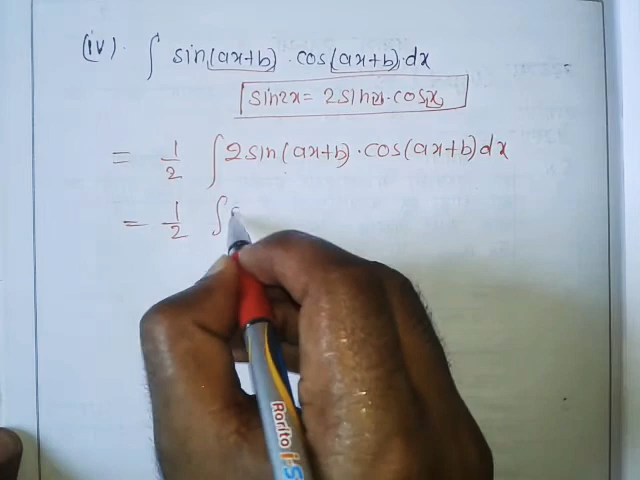 (iv). ∫ sin(ax+b) . cos(ax+b).dx
sin2x = 2sinx.cosx
= 1/2 ∫ 2sin(ax+b) . cos(ax+b) dx
= 1/2 ∫
Rorito